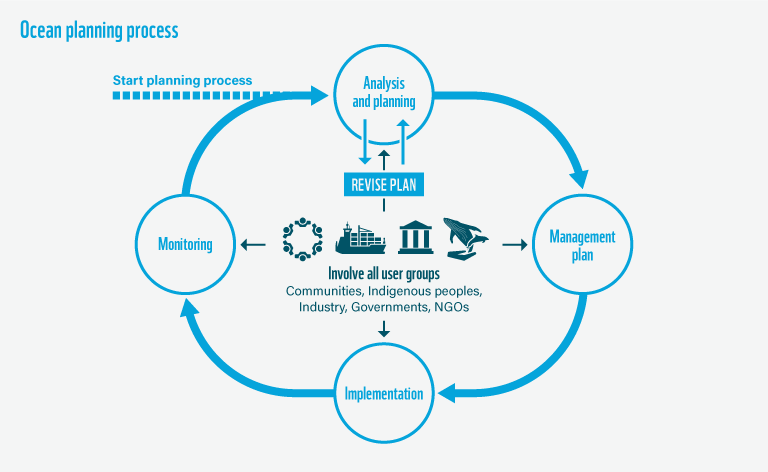 Ocean planning process
Start planning process
Analysis
and planning
REVISE PLAN
Monitoring
Management
plan
Involve all user groups
Communities, Indigenous peoples,
Industry, Governments, NGOs
Implementation